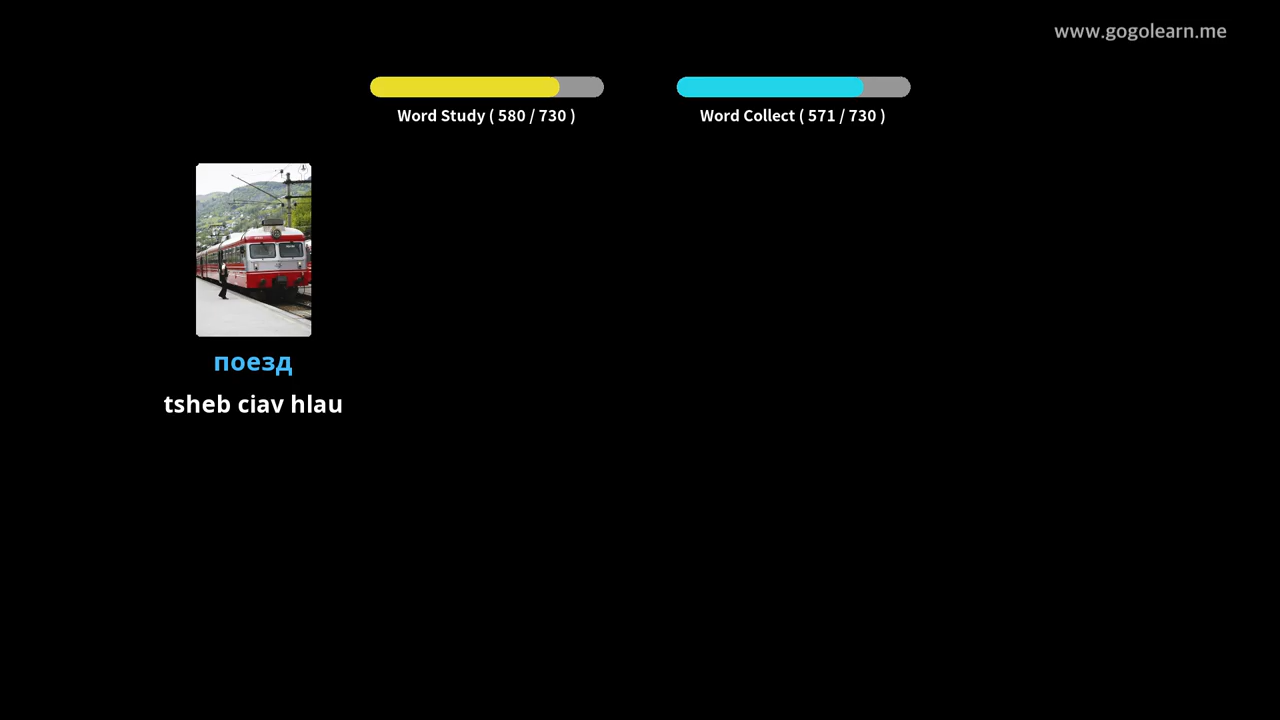 www.gogolearn.me
Word Study ( 580 / 730 )
Word Collect ( 571 / 730 )
поезд
tsheb ciav hlau